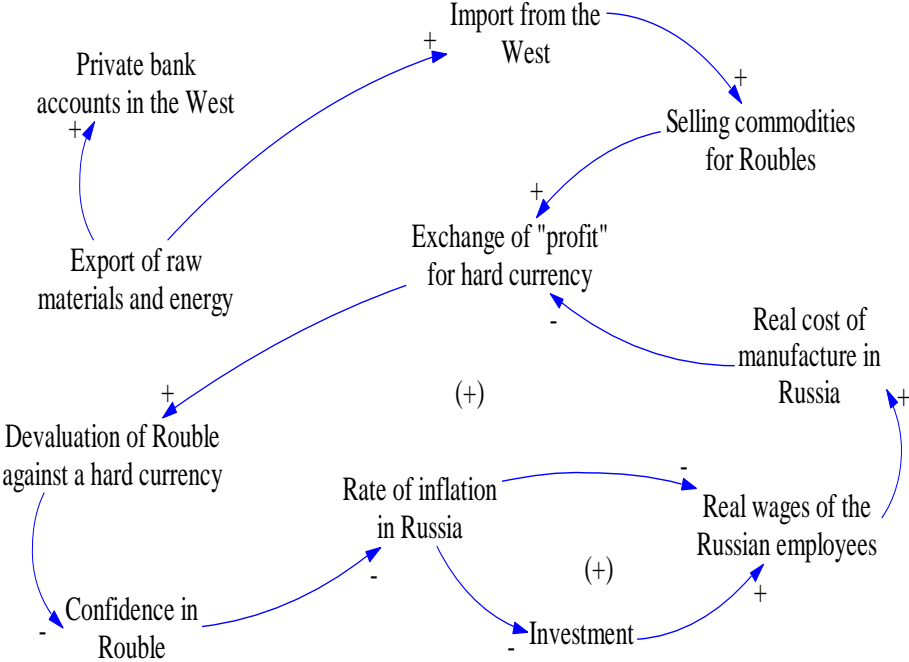 Import from the
West
+
Private bank
accounts in the West
+
+
Selling commodities
for Roubles
+
Exchange of "profit"
for hard currency
-
Export of raw
materials and energy
Real cost of
manufacture in
Russia
+
(+)
+
Devaluation of Rouble
against a hard currency
Rate of inflation
in Russia
-
-
Real wages of the
Russian employees
+
(+)
Confidence in
Rouble
-
Investment
-